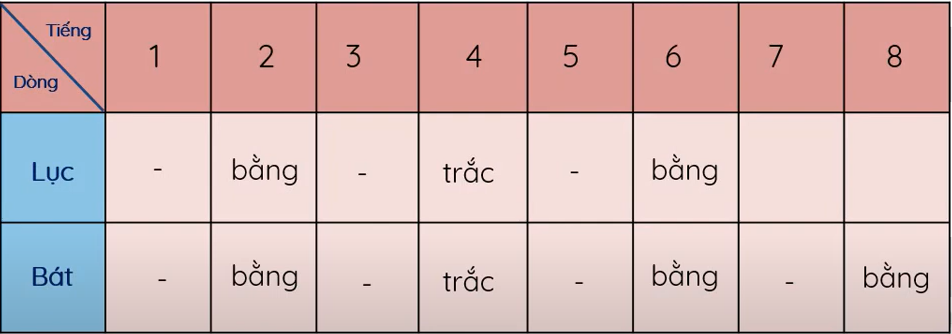 Tiếng
Dòng
1 2 3 4 5 6 7 8
Lục - bằng - trắc - bằng
Bát - bằng - trắc - bằng - bằng